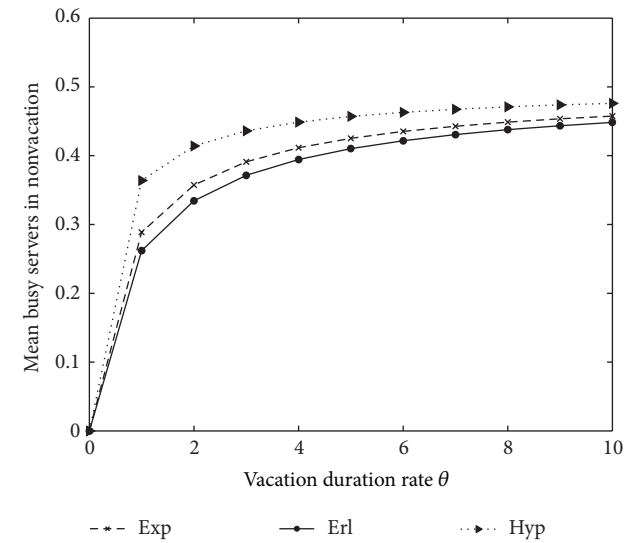 0.6
0.5
0.4
0.3
0.2
0.1
0
Mean busy servers in nonvacation
0 2 4 6 8 10
Vacation duration rate θ
Exp Erl Hyp